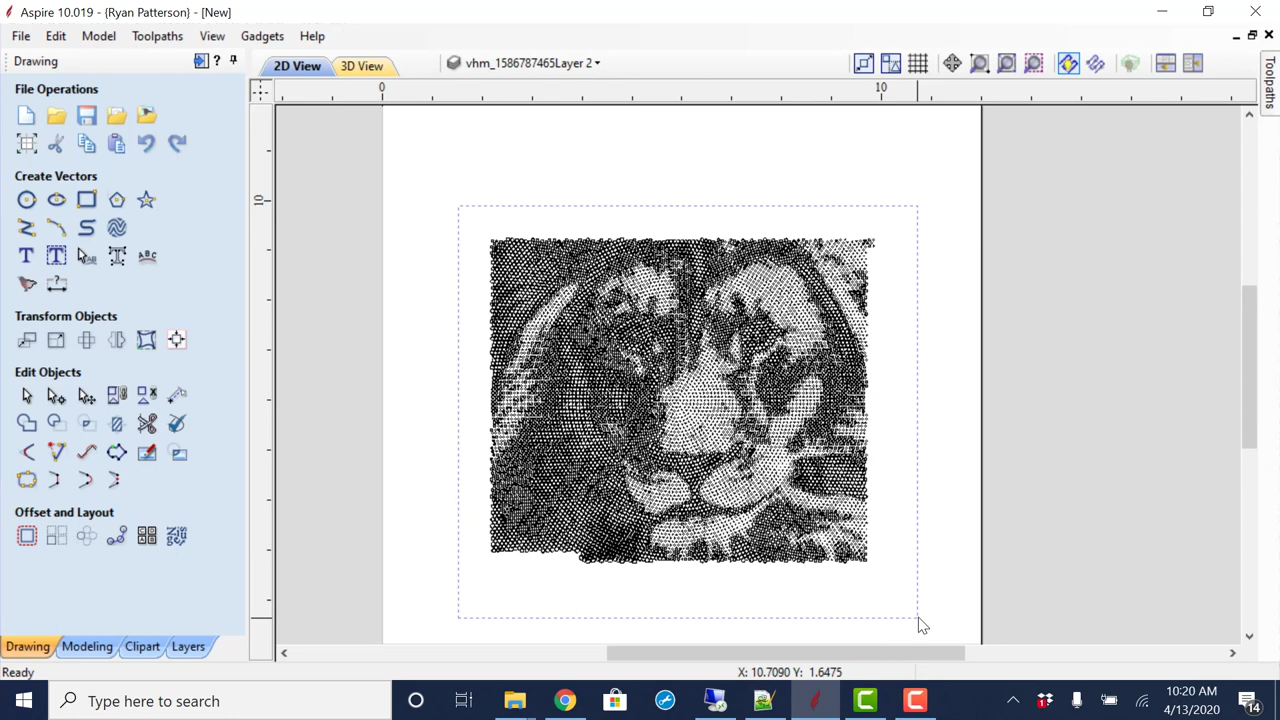 Aspire 10.019 - {Ryan Patterson} - [New]
File Edit Model Toolpaths View Gadgets Help
Drawing
2D View
3D View
vhm_1586787465Layer 2
Toolpaths
0
10
10
File Operations
Create Vectors
Transform Objects
Edit Objects
Offset and Layout
Drawing Modeling Clipart Layers
Ready
X: 10.7090 Y: 1.6475
Type here to search
10:20 AM
4/13/2020
14